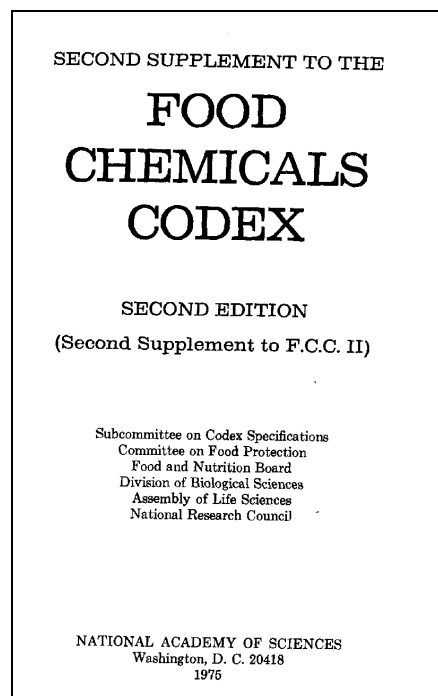 SECOND SUPPLEMENT TO THE
FOOD
CHEMICALS
CODEX
SECOND EDITION
(Second Supplement to F.C.C. II)
Subcommittee on Codex Specifications
Committee on Food Protection
Food and Nutrition Board
Division of Biological Sciences
Assembly of Life Sciences
National Research Council
NATIONAL ACADEMY OF SCIENCES
Washington, D. C. 20418
1975